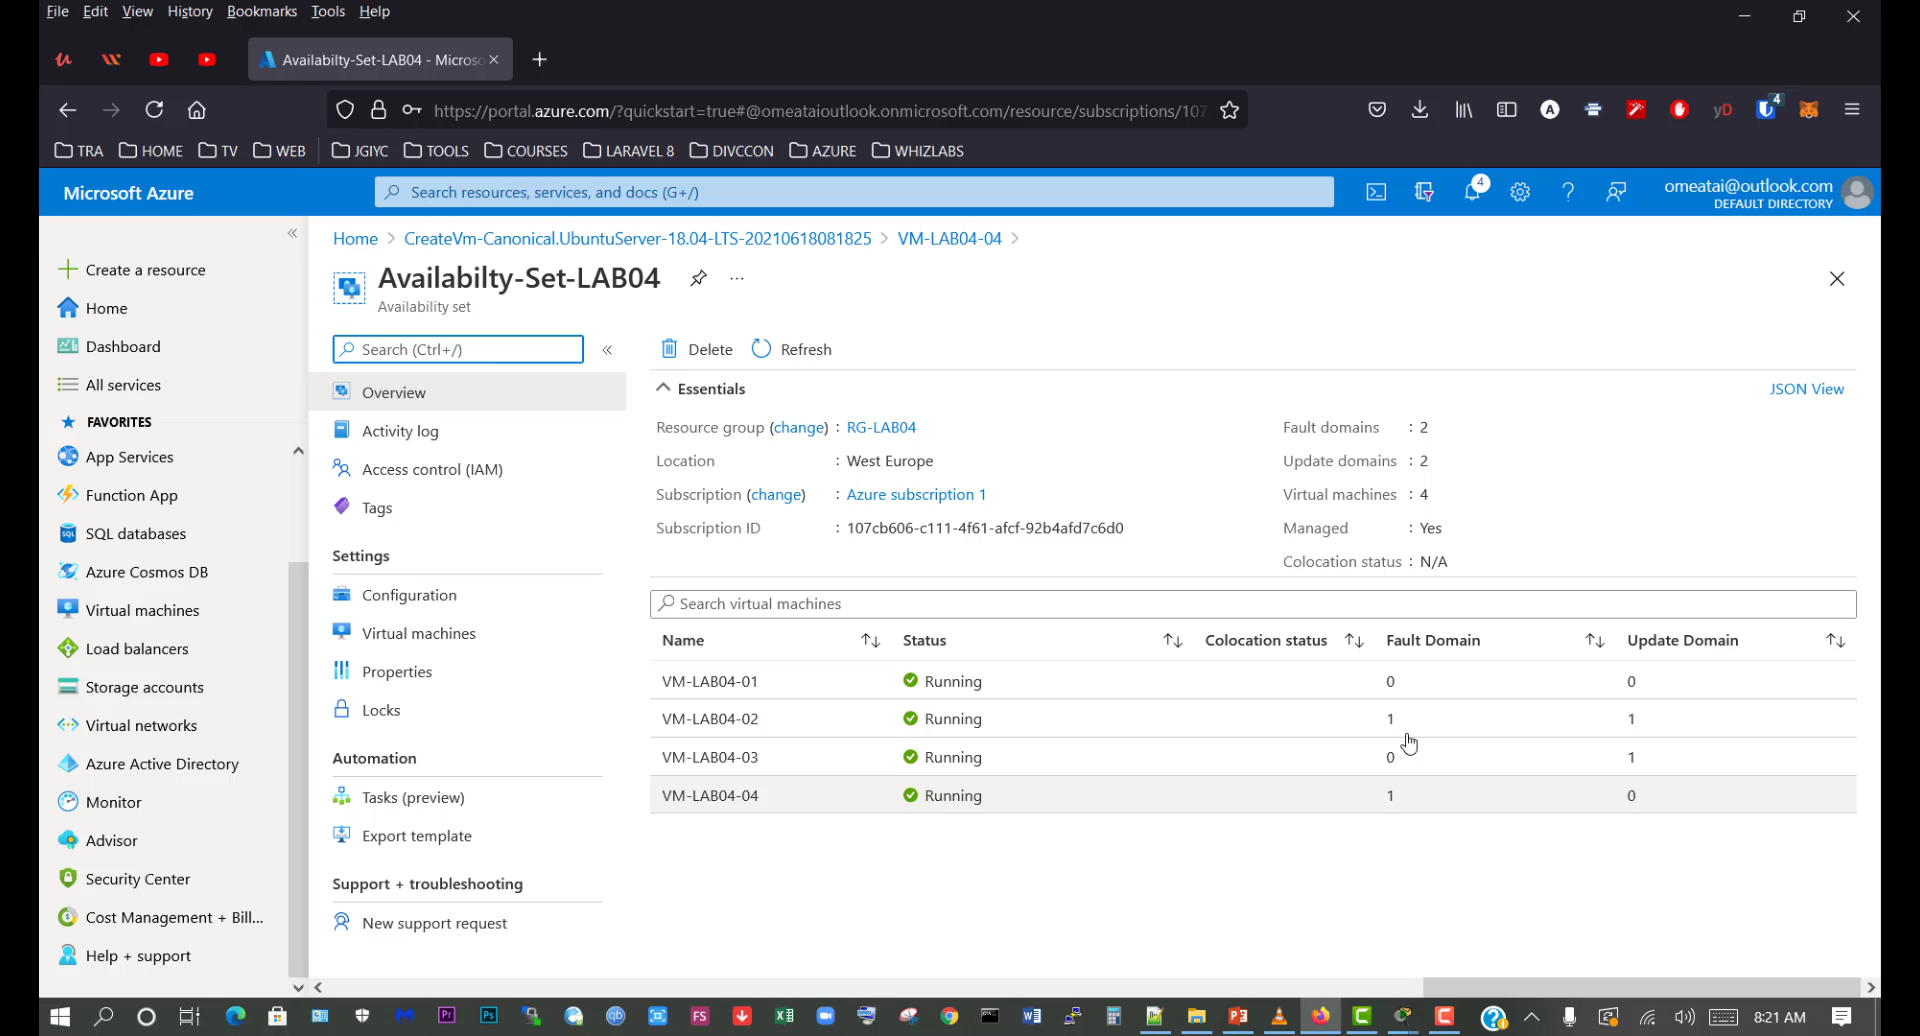 File Edit View History Bookmarks Tools Help
Availabilty-Set-LAB04 - Microsc
https://portal.azure.com/?quickstart=true#@omeataioutlook.onmicrosoft.com/resource/subscriptions/107
A yD 4
TRA HOME TV WEB JGIYC TOOLS COURSES LARAVEL 8 DIVCCON AZURE WHIZLABS
Microsoft Azure
Search resources, services, and docs (G+/)
4
omeatai@outlook.com
DEFAULT DIRECTORY
Create a resource
Home
Dashboard
All services
FAVORITES
App Services
Function App
SQL databases
Azure Cosmos DB
Virtual machines
Load balancers
Storage accounts
Virtual networks
Azure Active Directory
Monitor
Advisor
Security Center
Cost Management + Bill...
Help + support
Home > CreateVm-Canonical.UbuntuServer-18.04-LTS-20210618081825 > VM-LAB04-04 >
Availabilty-Set-LAB04
Availability set
Search (Ctrl+/)
Overview
Activity log
Access control (IAM)
Tags
Settings
Configuration
Virtual machines
Properties
Locks
Automation
Tasks (preview)
Export template
Support + troubleshooting
New support request
Delete Refresh
Essentials JSON View
Resource group (change) : RG-LAB04
Location : West Europe
Subscription (change) : Azure subscription 1
Subscription ID : 107cb606-c111-4f61-afcf-92b4afd7c6d0
Fault domains : 2
Update domains : 2
Virtual machines : 4
Managed : Yes
Colocation status : N/A
Search virtual machines
Name Status Colocation status Fault Domain Update Domain
VM-LAB04-01 Running 0 0
VM-LAB04-02 Running 1 1
VM-LAB04-03 Running 0 1
VM-LAB04-04 Running 1 0
8:21 AM